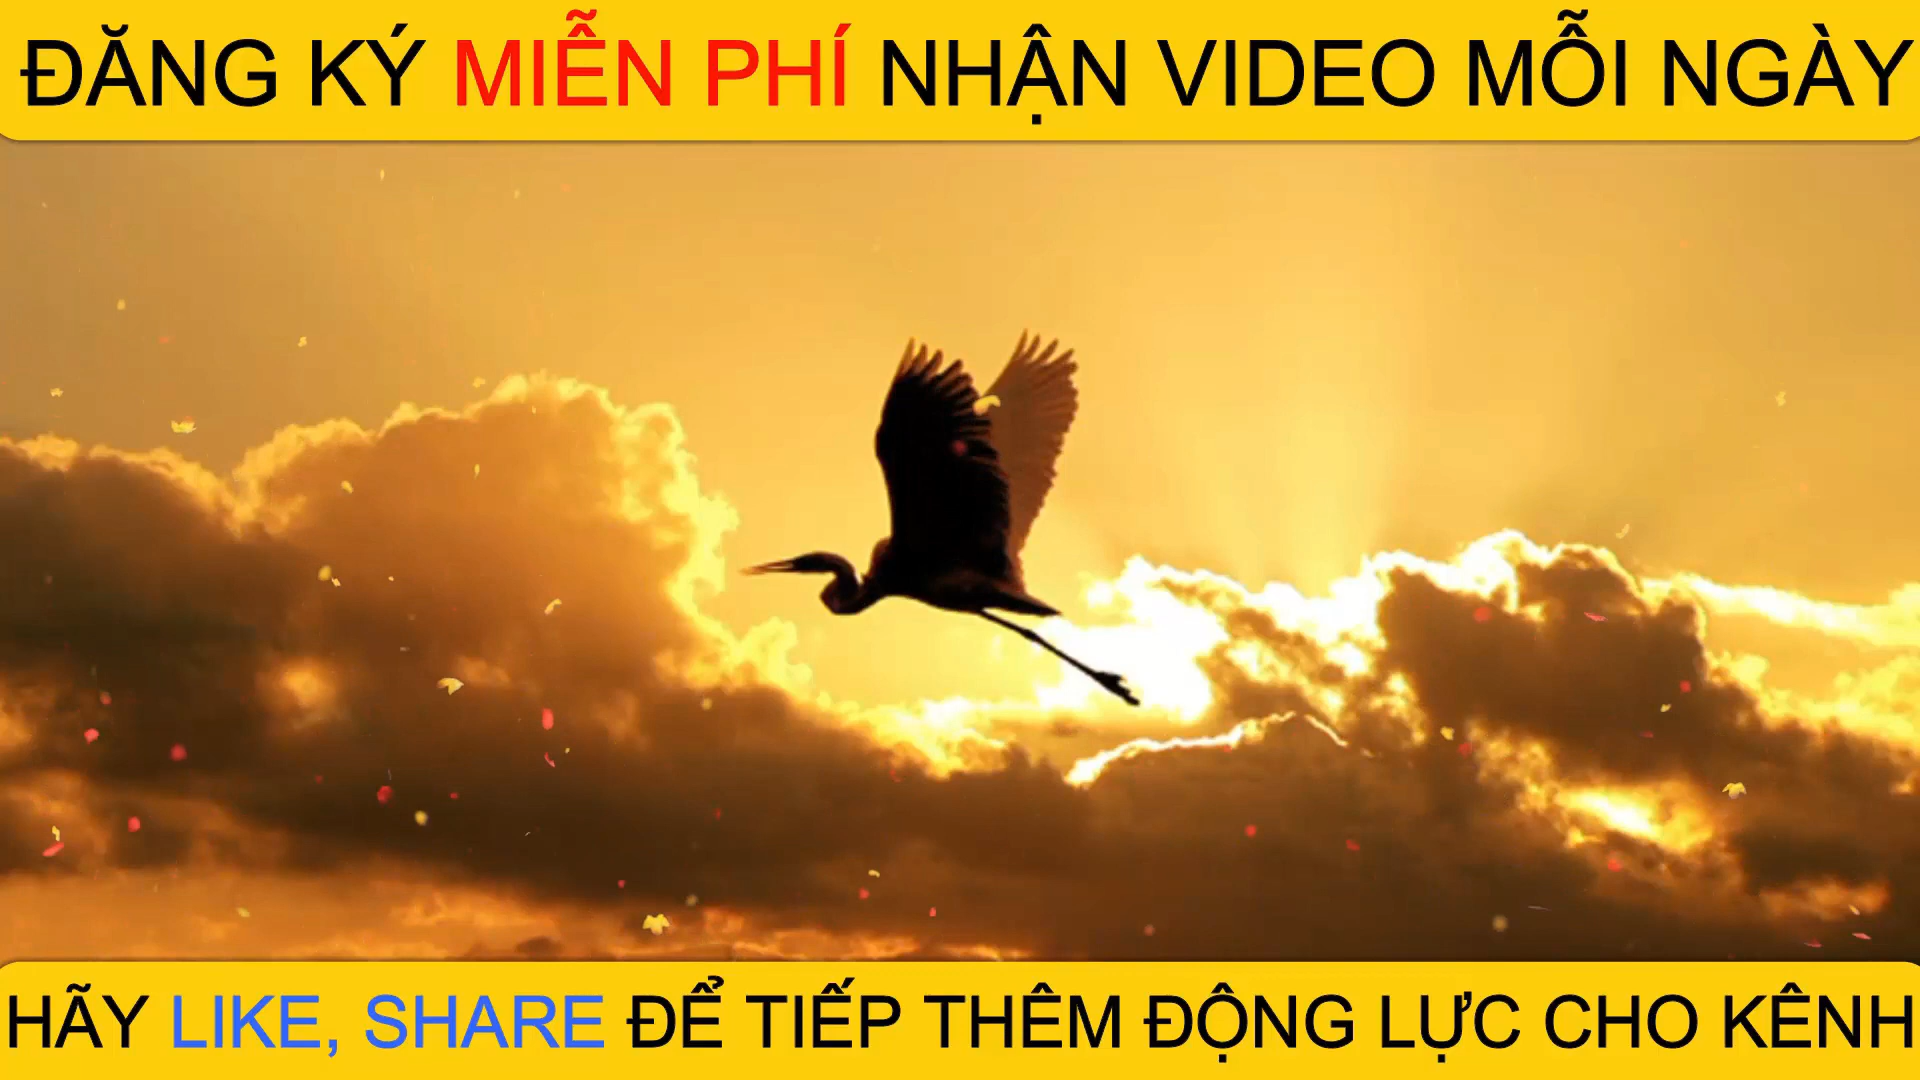 ĐĂNG KÝ MIỄN PHÍ NHẬN VIDEO MỖI NGÀY
HÃY LIKE, SHARE ĐỂ TIẾP THÊM ĐỘNG LỰC CHO KÊNH